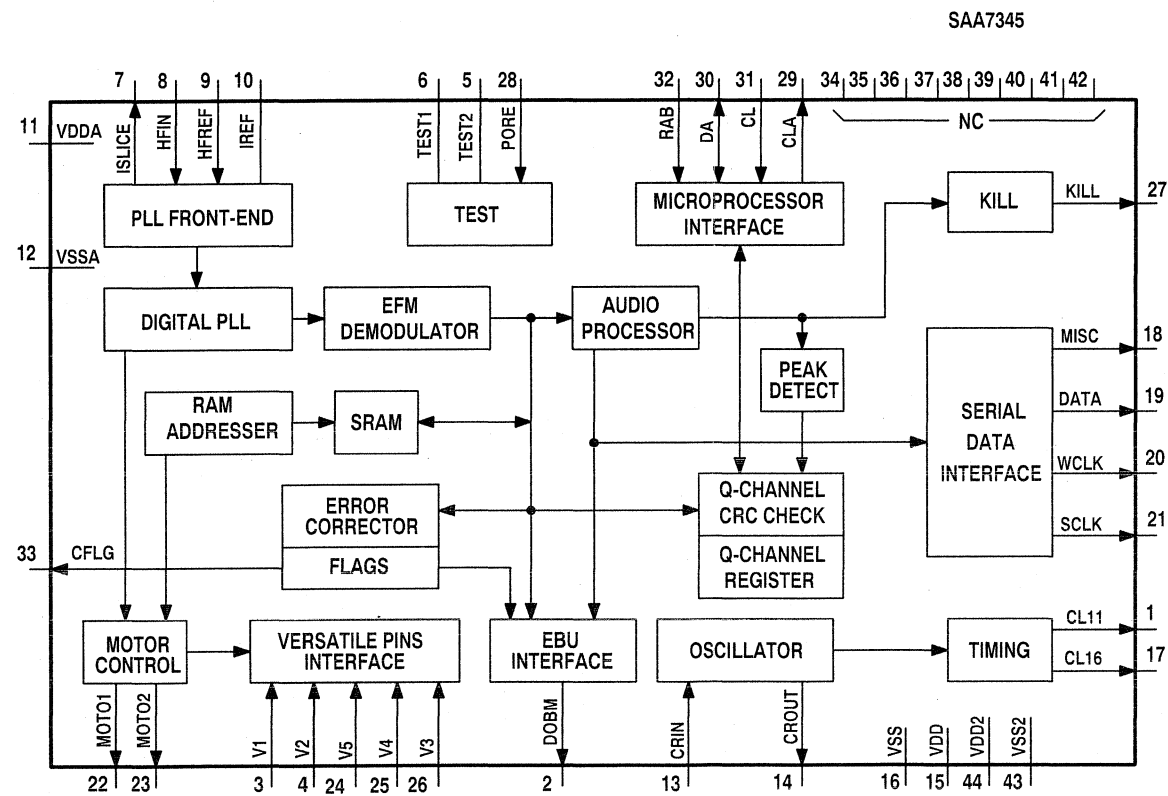 SAA7345
7 8 9 10 6 5 28 32 30 31 29 34 35 36 37 38 39 40 41 42
11 VDDA
ISLICE HFIN HFREF IREF TEST1 TEST2 PORE RAB DA CL CLA
NC
PLL FRONT-END
TEST
MICROPROCESSOR
INTERFACE
KILL
KILL 27
12 VSSA
DIGITAL PLL
EFM
DEMODULATOR
AUDIO
PROCESSOR
PEAK
DETECT
SERIAL
DATA
INTERFACE
MISC 18
DATA 19
WCLK 20
SCLK 21
RAM
ADDRESSER
SRAM
ERROR
CORRECTOR
FLAGS
Q-CHANNEL
CRC CHECK
Q-CHANNEL
REGISTER
33 CFLG
MOTOR
CONTROL
VERSATILE PINS
INTERFACE
EBU
INTERFACE
OSCILLATOR
TIMING
CL11 1
CL16 17
MOTO1 MOTO2 V1 V2 V5 V4 V3 DOBM CRIN CROUT VSS VDD VDD2 VSS2
22 23 3 4 24 25 26 2 13 14 16 15 44 43